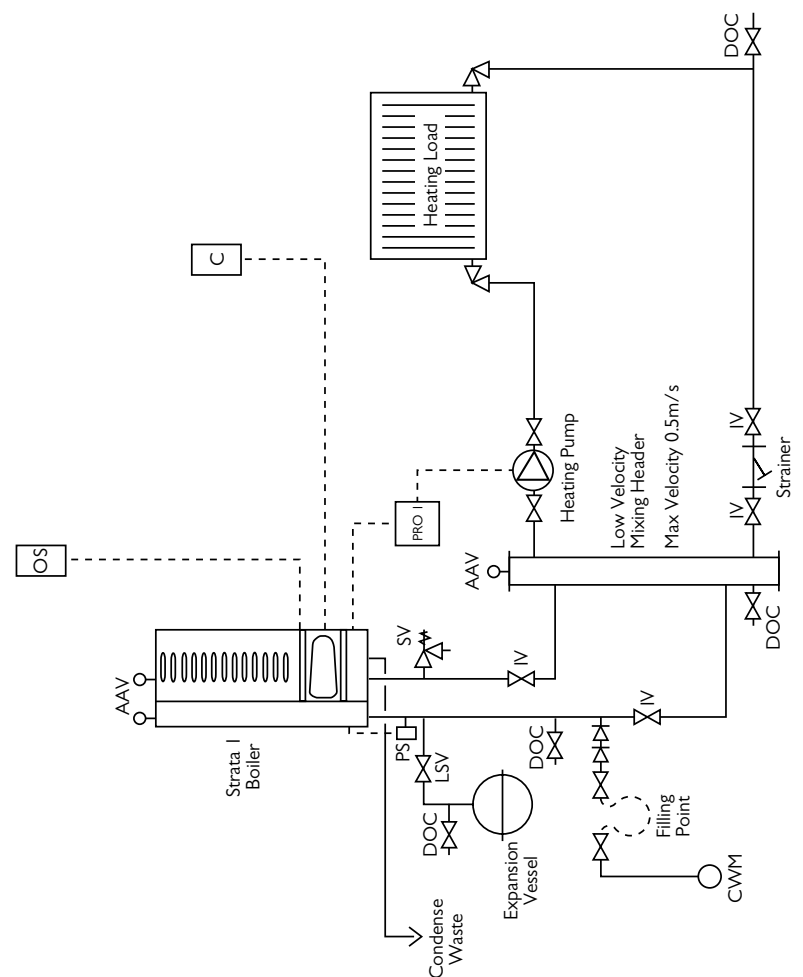 DOC
Heating Load
C
IV
Strainer
IV
Heating Pump
Low Velocity
Mixing Header
Max Velocity 0.5m/s
PRO I
AAV
DOC
OS
AAV
Strata I
Boiler
SV
IV
IV
PS
LSV
DOC
DOC
Expansion
Vessel
Filling
Point
CWM
Condense
Waste